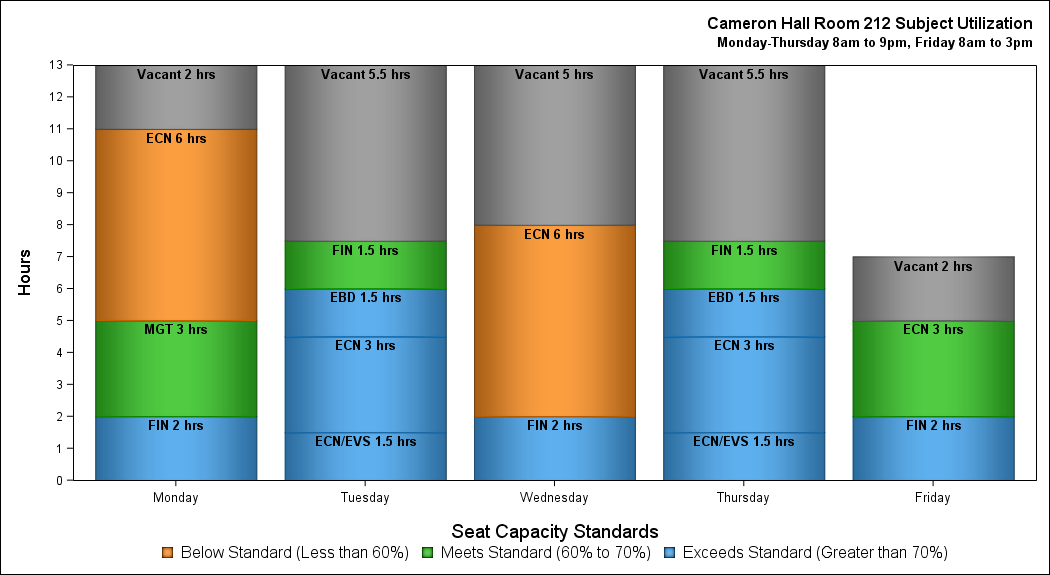 Cameron Hall Room 212 Subject Utilization
Monday-Thursday 8am to 9pm, Friday 8am to 3pm
Hours
13
12
11
10
9
8
7
6
5
4
3
2
1
0
Vacant 2 hrs
ECN 6 hrs
MGT 3 hrs
FIN 2 hrs
Vacant 5.5 hrs
FIN 1.5 hrs
EBD 1.5 hrs
ECN 3 hrs
ECN/EVS 1.5 hrs
Vacant 5 hrs
ECN 6 hrs
FIN 2 hrs
Vacant 5.5 hrs
FIN 1.5 hrs
EBD 1.5 hrs
ECN 3 hrs
ECN/EVS 1.5 hrs
Vacant 2 hrs
ECN 3 hrs
FIN 2 hrs
Monday Tuesday Wednesday Thursday Friday
Seat Capacity Standards
Below Standard (Less than 60%) Meets Standard (60% to 70%) Exceeds Standard (Greater than 70%)